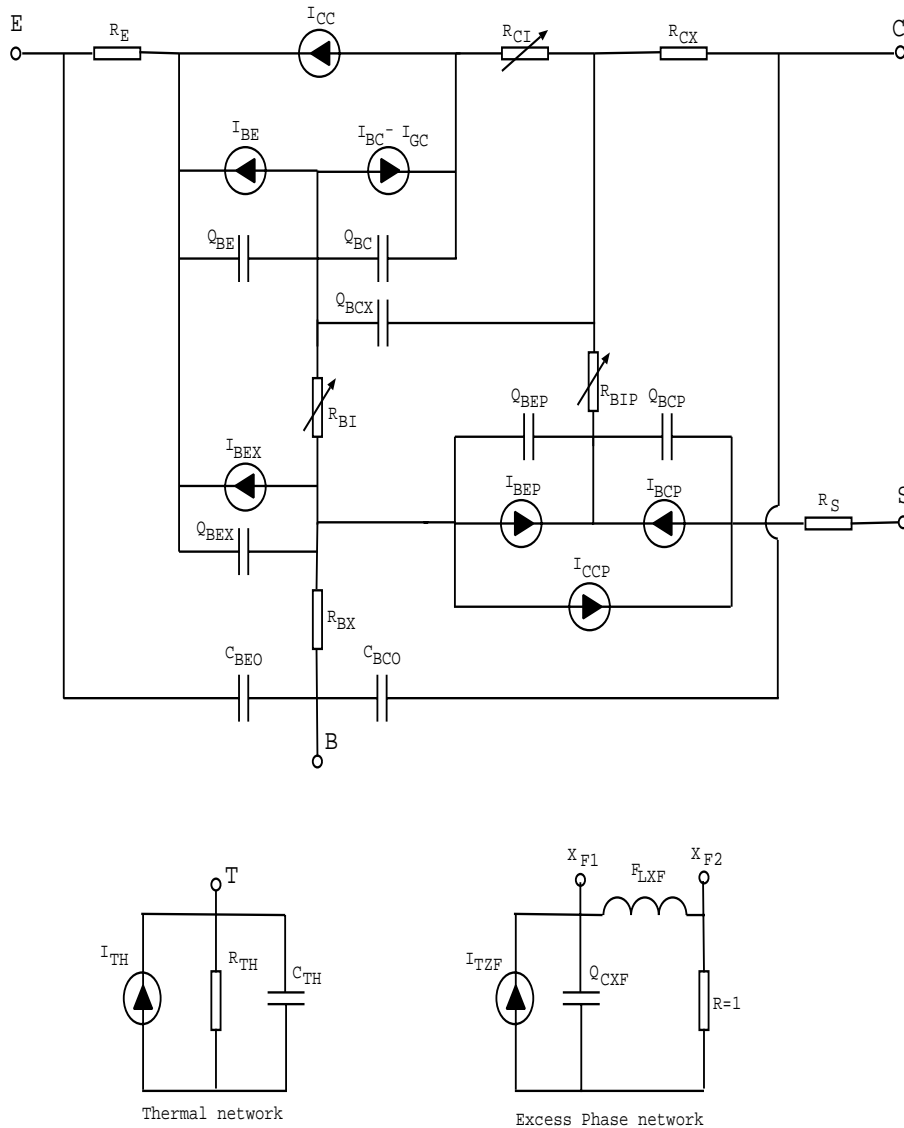 E
R_E
I_CC
R_CI
R_CX
C
I_BE
I_BC - I_GC
Q_BE
Q_BC
Q_BCX
R_BI
R_BIP
Q_BEP
Q_BCP
I_BEX
I_BEP
I_BCP
R_S
S
Q_BEX
I_CCP
R_BX
C_BEO
C_BCO
B
T
I_TH
R_TH
C_TH
Thermal network
X_F1
F_LXF
X_F2
I_TZF
Q_CXF
R=1
Excess Phase network